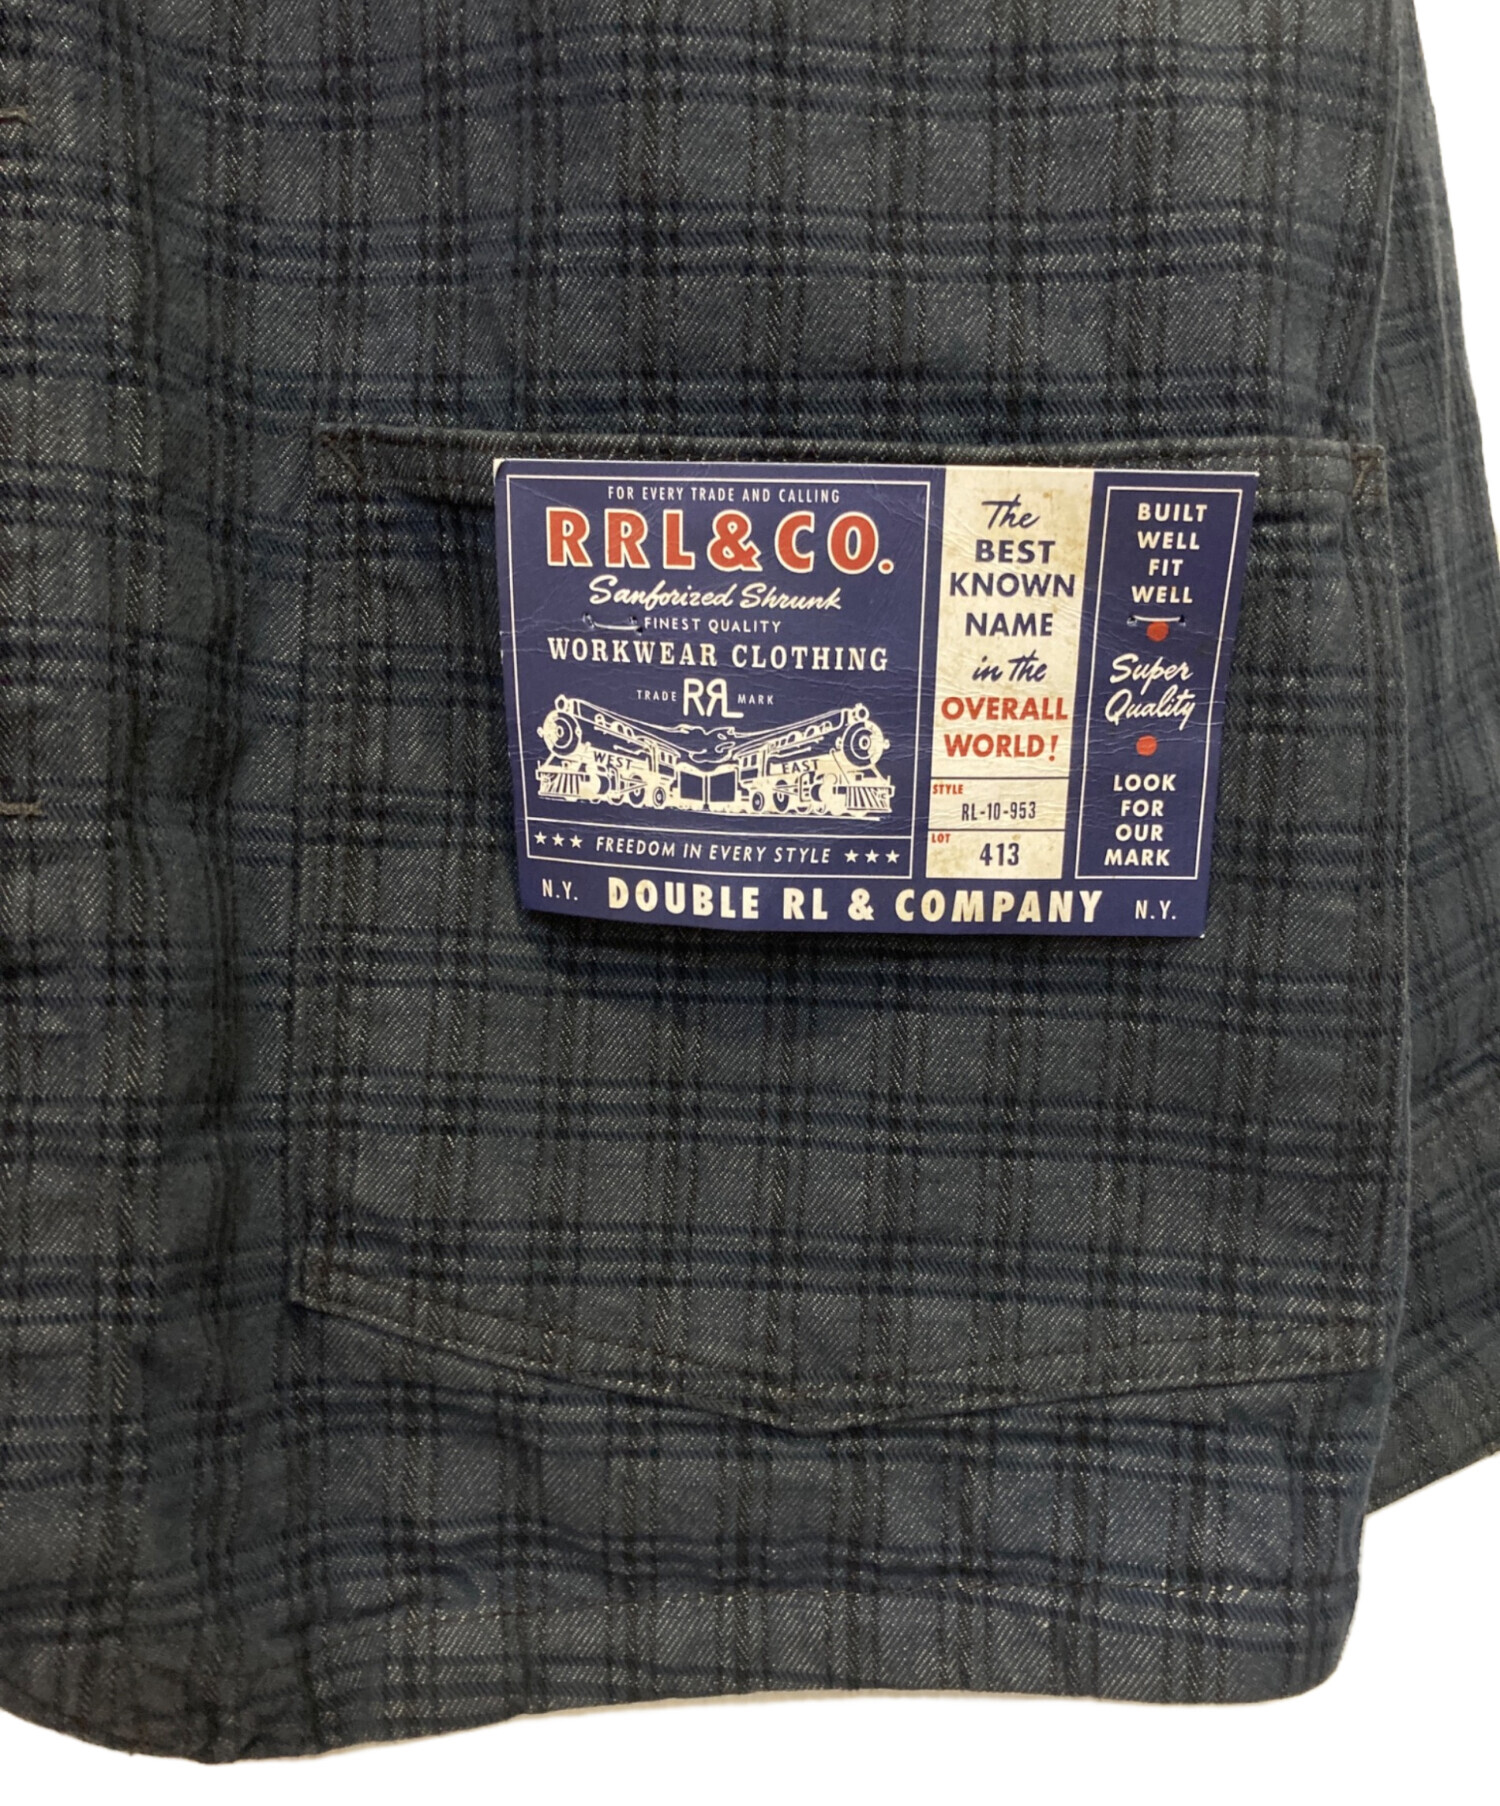 FOR EVERY TRADE AND CALLING
RRL&CO.
Sanforized Shrunk
FINEST QUALITY
WORKWEAR CLOTHING
TRADE RRL MARK
WEST EAST
★★★ FREEDOM IN EVERY STYLE ★★★
The
BEST
KNOWN
NAME
in the
OVERALL
WORLD!
STYLE
RL-10-953
LOT
413
BUILT
WELL
FIT
WELL
Super
Quality
LOOK
FOR
OUR
MARK
N.Y. DOUBLE RL & COMPANY N.Y.